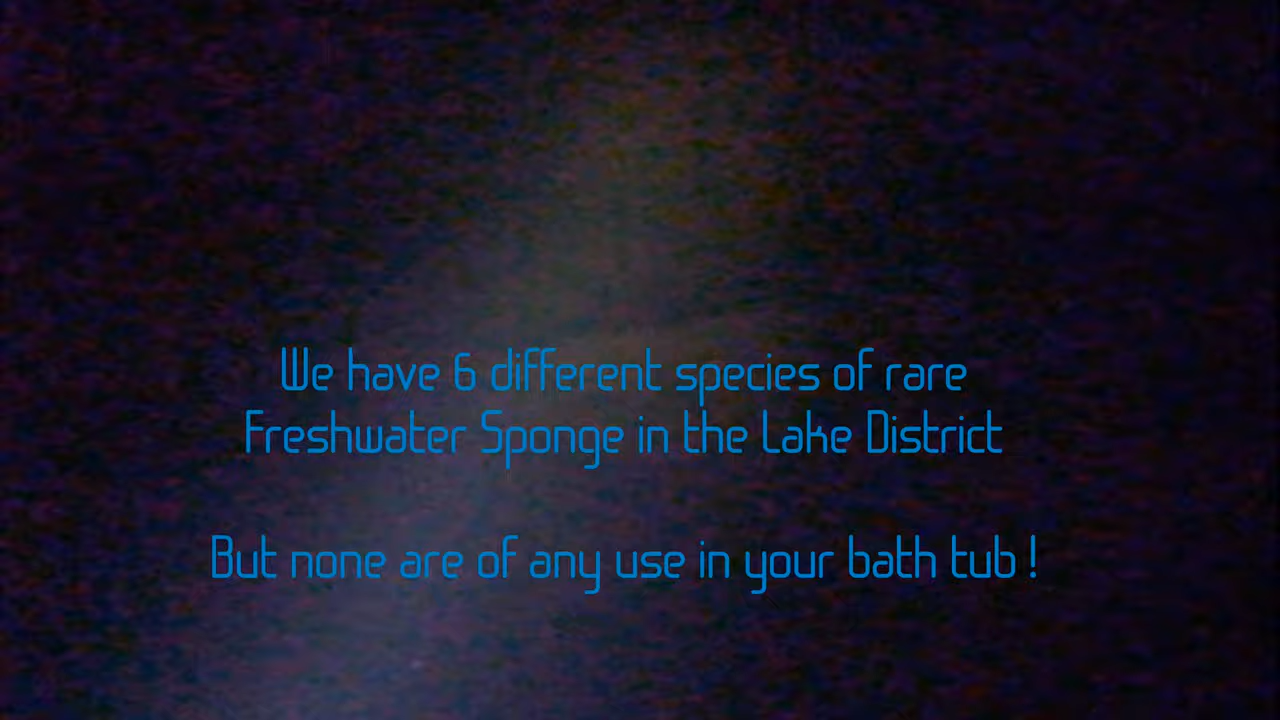 We have 6 different species of rare
Freshwater Sponge in the Lake District
But none are of any use in your bath tub !